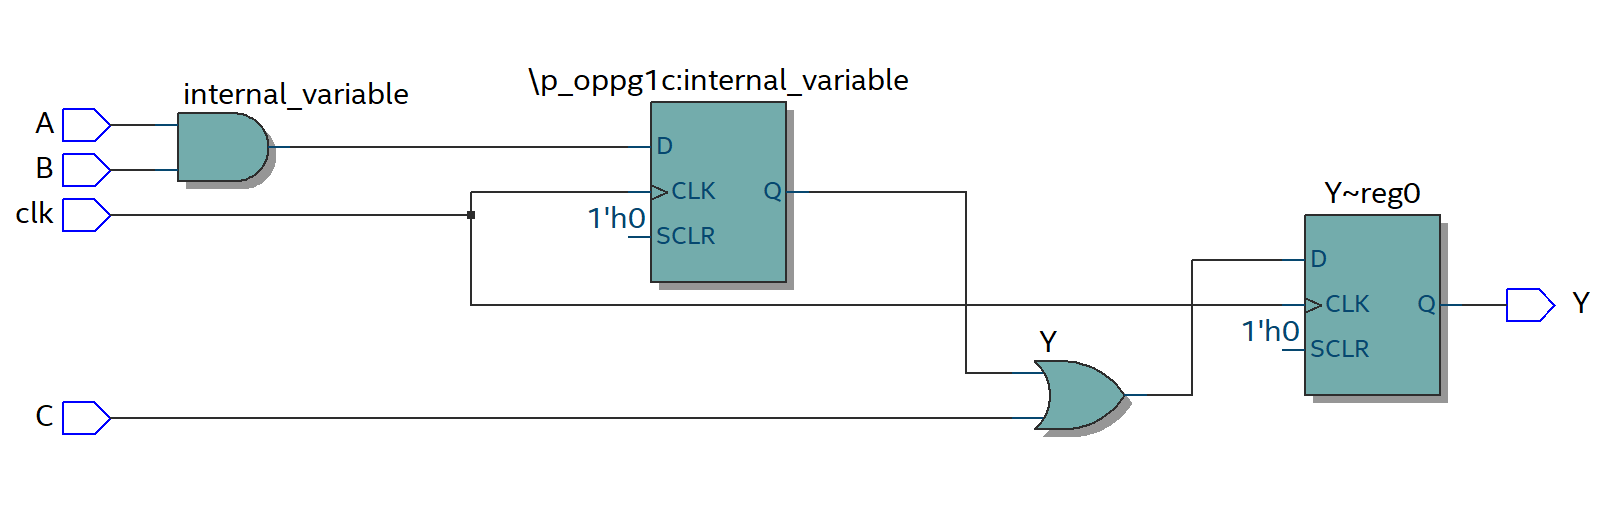 \p_oppg1c:internal_variable
internal_variable
A
B
clk
D
CLK
Q
1'h0
SCLR
Y~reg0
D
CLK
Q
1'h0
SCLR
Y
Y
C